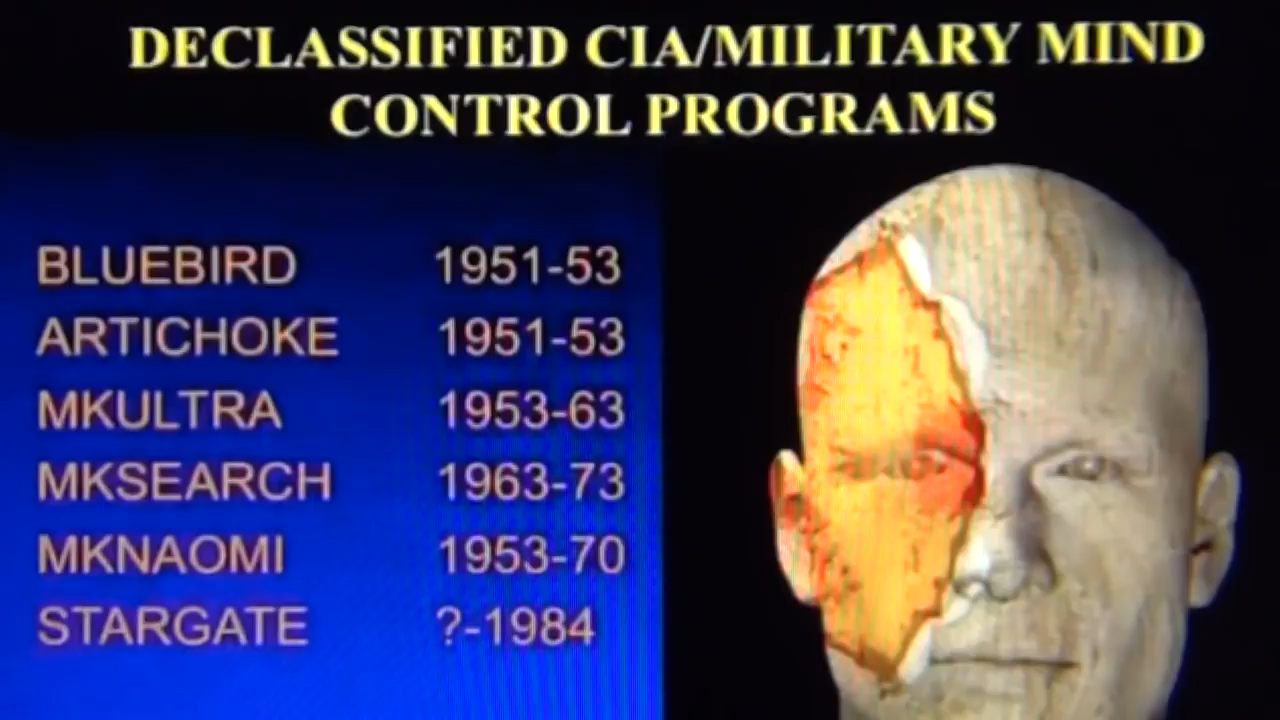 DECLASSIFIED CIA/MILITARY MIND
CONTROL PROGRAMS
BLUEBIRD 1951-53
ARTICHOKE 1951-53
MKULTRA 1953-63
MKSEARCH 1963-73
MKNAOMI 1953-70
STARGATE ?-1984